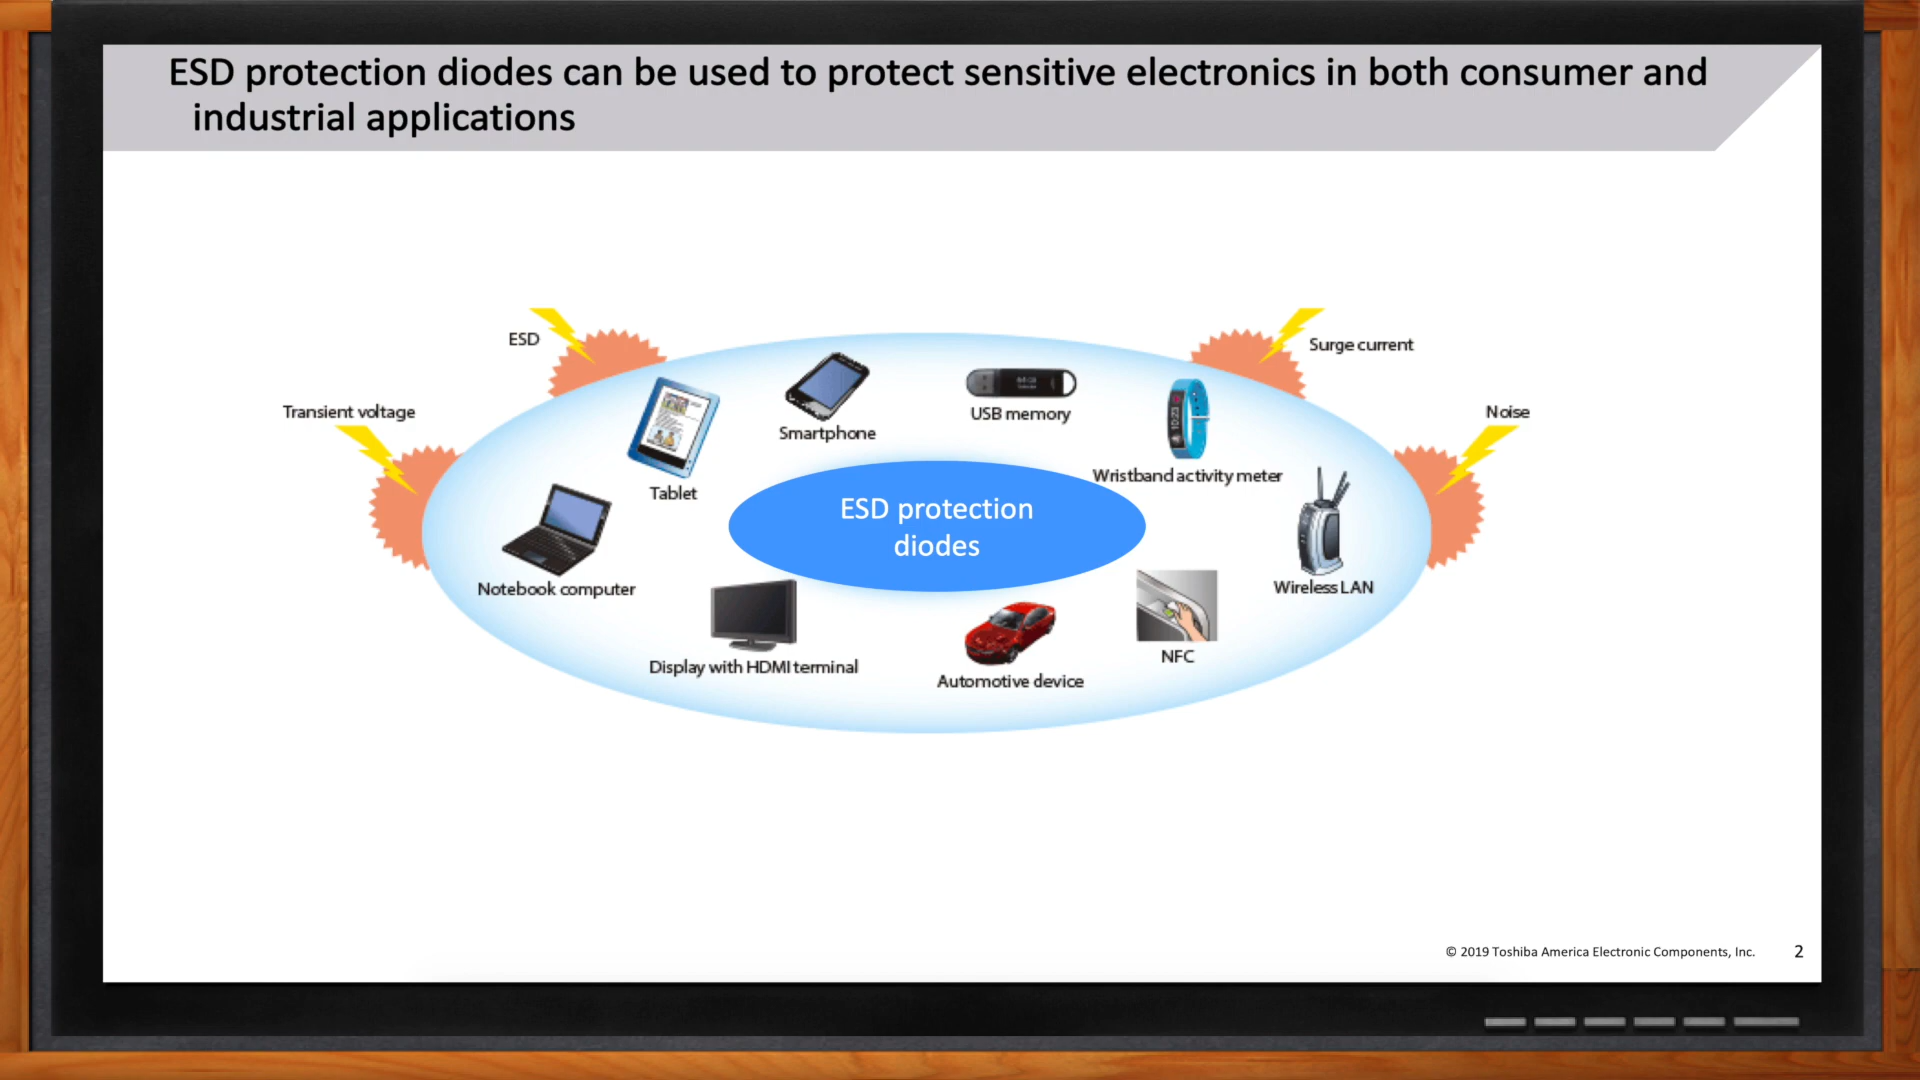 ESD protection diodes can be used to protect sensitive electronics in both consumer and
industrial applications
ESD
Surge current
Transient voltage
Noise
Smartphone
USB memory
Wristband activity meter
Tablet
ESD protection
diodes
Notebook computer
Wireless LAN
Display with HDMI terminal
NFC
Automotive device
© 2019 Toshiba America Electronic Components, Inc.
2